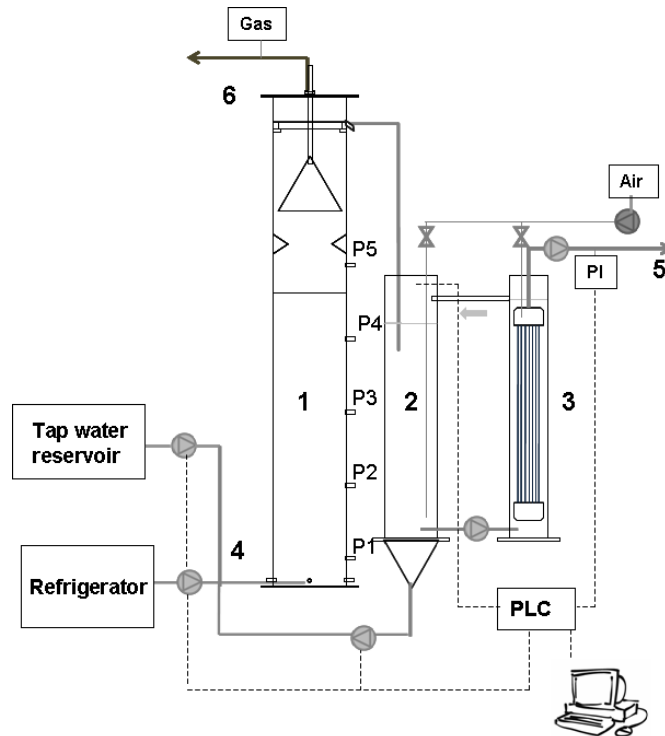 Gas
6
Air
P5
5
PI
P4
1
2
3
P3
Tap water
reservoir
P2
4
P1
Refrigerator
PLC